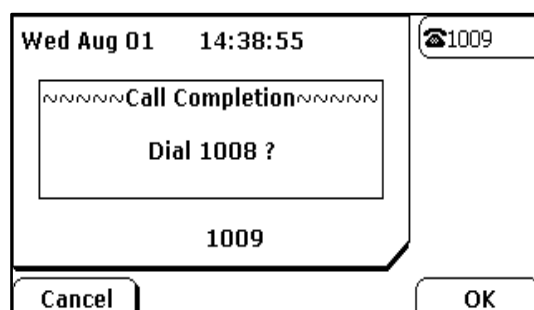 Wed Aug 01 14:38:55
☎1009
~~~~~Call Completion~~~~~
Dial 1008 ?
1009
Cancel
OK